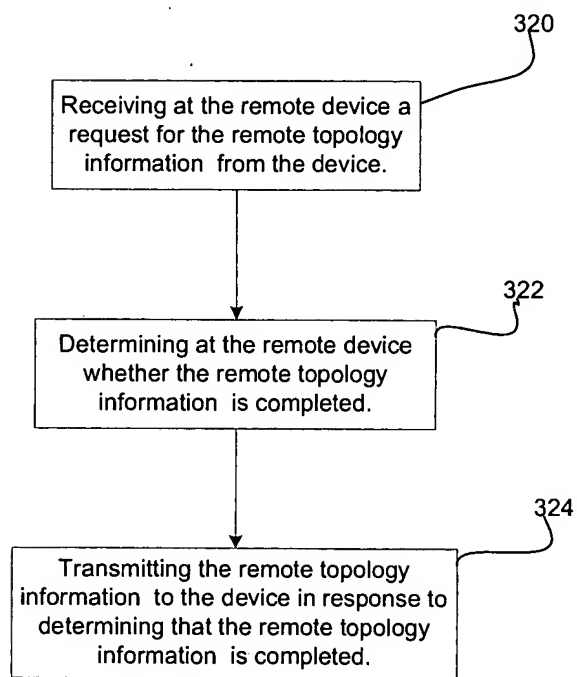 320
Receiving at the remote device a
request for the remote topology
information from the device.
322
Determining at the remote device
whether the remote topology
information is completed.
324
Transmitting the remote topology
information to the device in response to
determining that the remote topology
information is completed.